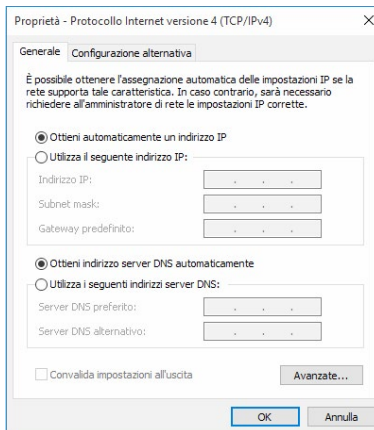 Proprietà - Protocollo Internet versione 4 (TCP/IPv4)
Generale Configurazione alternativa
È possibile ottenere l'assegnazione automatica delle impostazioni IP se la
rete supporta tale caratteristica. In caso contrario, sarà necessario
richiedere all'amministratore di rete le impostazioni IP corrette.
Ottieni automaticamente un indirizzo IP
Utilizza il seguente indirizzo IP:
Indirizzo IP:
Subnet mask:
Gateway predefinito:
Ottieni indirizzo server DNS automaticamente
Utilizza i seguenti indirizzi server DNS:
Server DNS preferito:
Server DNS alternativo:
Convalida impostazioni all'uscita
Avanzate...
OK Annulla